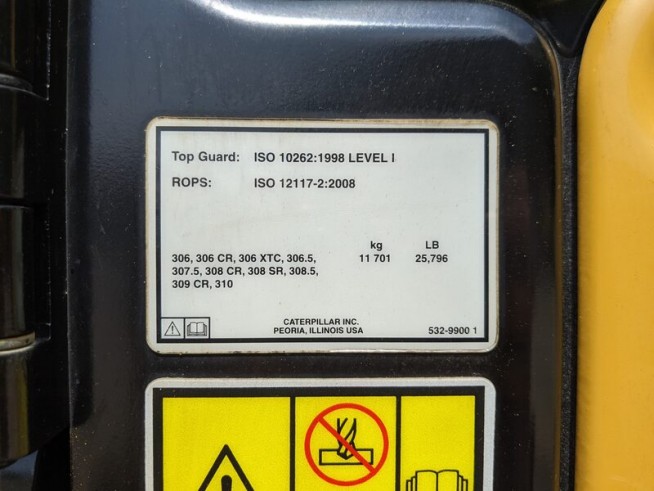 Top Guard: ISO 10262:1998 LEVEL I
ROPS: ISO 12117-2:2008
kg LB
306, 306 CR, 306 XTC, 306.5, 11 701 25,796
307.5, 308 CR, 308 SR, 308.5,
309 CR, 310
CATERPILLAR INC.
PEORIA, ILLINOIS USA 532-9900 1